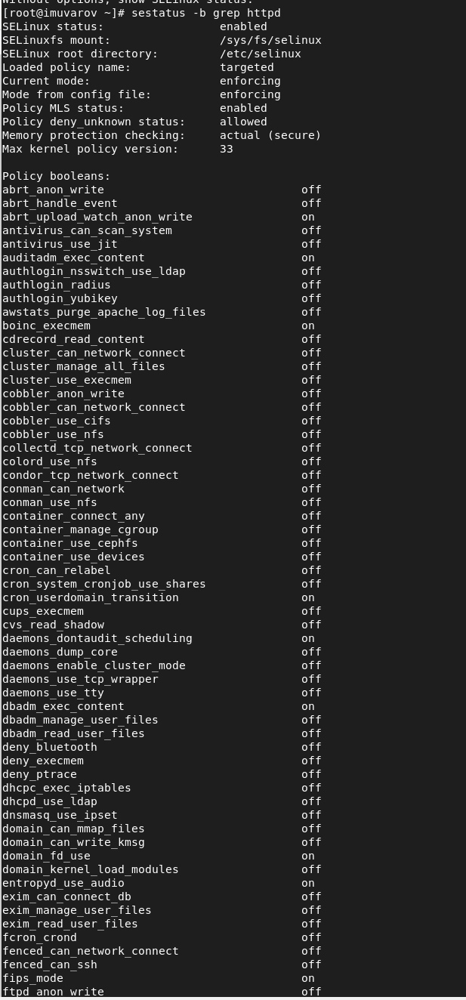 without options, show SELinux status.
[root@imuvarov ~]# sestatus -b grep httpd
SELinux status:                 enabled
SELinuxfs mount:                /sys/fs/selinux
SELinux root directory:         /etc/selinux
Loaded policy name:             targeted
Current mode:                   enforcing
Mode from config file:          enforcing
Policy MLS status:              enabled
Policy deny_unknown status:     allowed
Memory protection checking:     actual (secure)
Max kernel policy version:      33
Policy booleans:
abrt_anon_write                             off
abrt_handle_event                           off
abrt_upload_watch_anon_write                on
antivirus_can_scan_system                   off
antivirus_use_jit                           off
auditadm_exec_content                       on
authlogin_nsswitch_use_ldap                 off
authlogin_radius                            off
authlogin_yubikey                           off
awstats_purge_apache_log_files              off
boinc_execmem                               on
cdrecord_read_content                       off
cluster_can_network_connect                 off
cluster_manage_all_files                    off
cluster_use_execmem                         off
cobbler_anon_write                          off
cobbler_can_network_connect                 off
cobbler_use_cifs                            off
cobbler_use_nfs                             off
collectd_tcp_network_connect                off
colord_use_nfs                              off
condor_tcp_network_connect                  off
conman_can_network                          off
conman_use_nfs                              off
container_connect_any                       off
container_manage_cgroup                     off
container_use_cephfs                        off
container_use_devices                       off
cron_can_relabel                            off
cron_system_cronjob_use_shares              off
cron_userdomain_transition                  on
cups_execmem                                off
cvs_read_shadow                             off
daemons_dontaudit_scheduling                on
daemons_dump_core                           off
daemons_enable_cluster_mode                 off
daemons_use_tcp_wrapper                     off
daemons_use_tty                             off
dbadm_exec_content                          on
dbadm_manage_user_files                     off
dbadm_read_user_files                       off
deny_bluetooth                              off
deny_execmem                                off
deny_ptrace                                 off
dhcpc_exec_iptables                         off
dhcpd_use_ldap                              off
dnsmasq_use_ipset                           off
domain_can_mmap_files                       off
domain_can_write_kmsg                       off
domain_fd_use                               on
domain_kernel_load_modules                  off
entropyd_use_audio                          on
exim_can_connect_db                         off
exim_manage_user_files                      off
exim_read_user_files                        off
fcron_crond                                 off
fenced_can_network_connect                  off
fenced_can_ssh                              off
fips_mode                                   on
ftpd_anon_write                             off